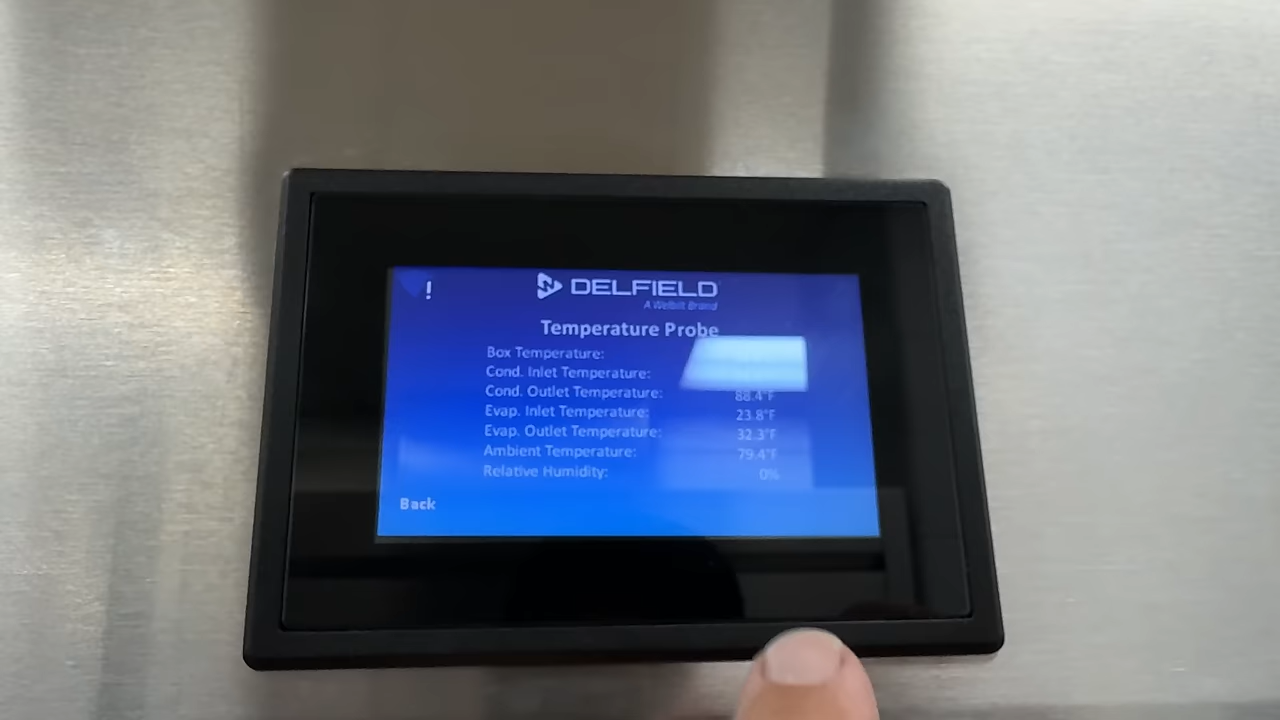 !
DELFIELD
A Welbilt Brand
Temperature Probe
Box Temperature:
Cond. Inlet Temperature:
Cond. Outlet Temperature: 88.4°F
Evap. Inlet Temperature: 23.8°F
Evap. Outlet Temperature: 32.3°F
Ambient Temperature: 79.4°F
Relative Humidity: 0%
Back